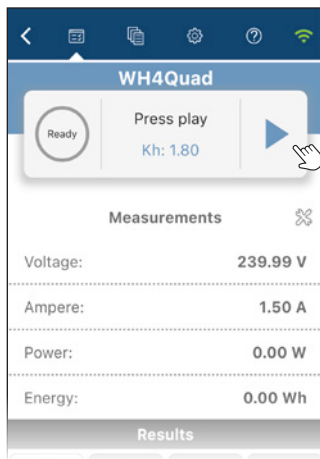 WH4Quad
Ready
Press play
Kh: 1.80
Measurements
Voltage: 239.99 V
Ampere: 1.50 A
Power: 0.00 W
Energy: 0.00 Wh
Results